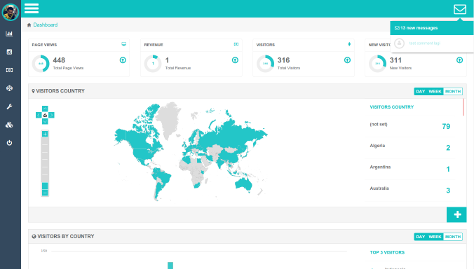 10 new messages
Dashboard
PAGE VIEWS
448
Total Page Views
REVENUE
1
Total Revenue
VISITORS
316
Total Visitors
NEW VISIT
311
New Visitors
VISITORS COUNTRY
DAY WEEK MONTH
VISITORS COUNTRY
(not set) 79
Algeria 2
Argentina 1
Australia 3
VISITORS BY COUNTRY
DAY WEEK MONTH
TOP 5 VISITORS